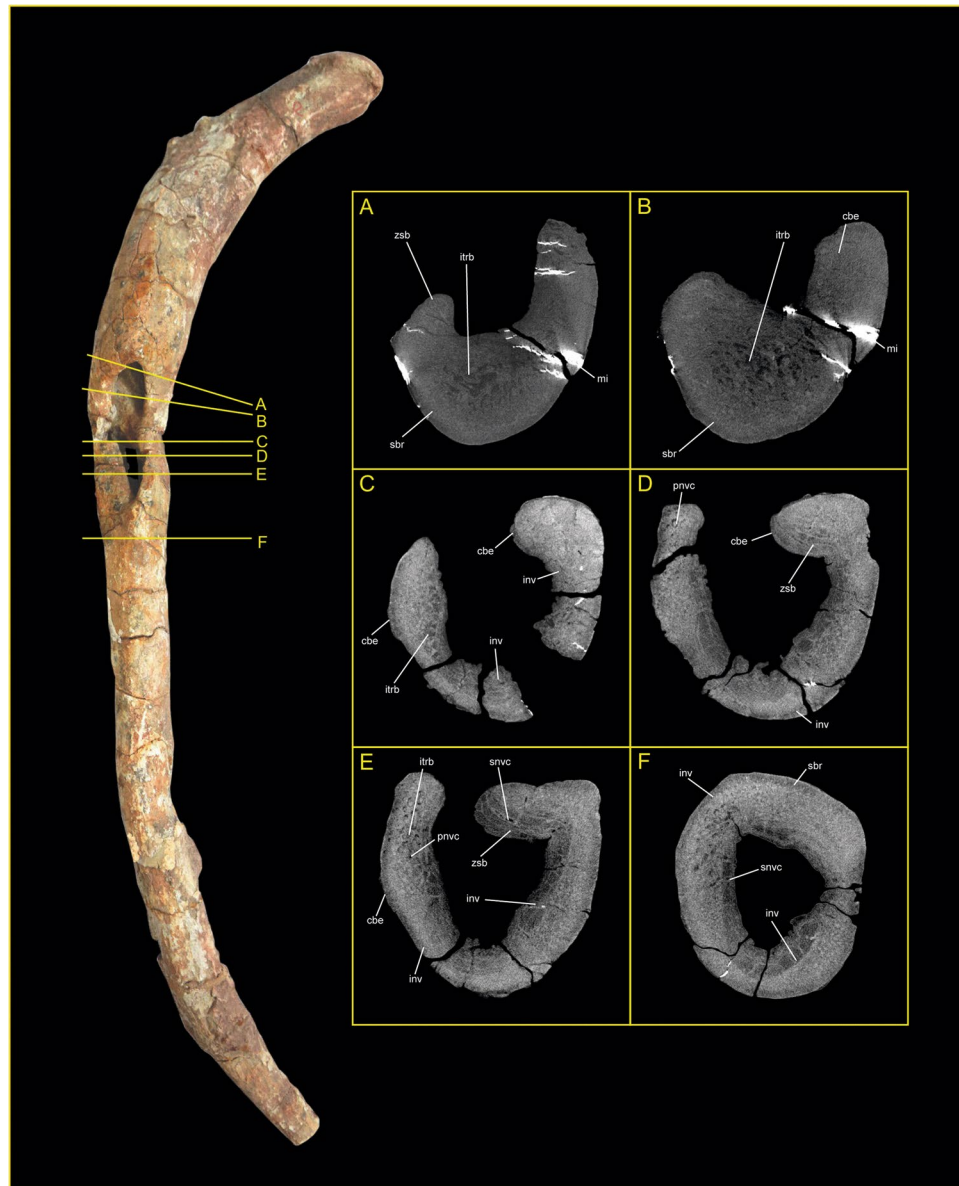 A
B
C
D
E
F
A
zsb
itrb
mi
sbr
B
cbe
itrb
mi
sbr
C
cbe
inv
cbe
inv
itrb
D
pnvc
cbe
zsb
inv
E
itrb
snvc
pnvc
zsb
inv
cbe
inv
F
sbr
inv
snvc
inv